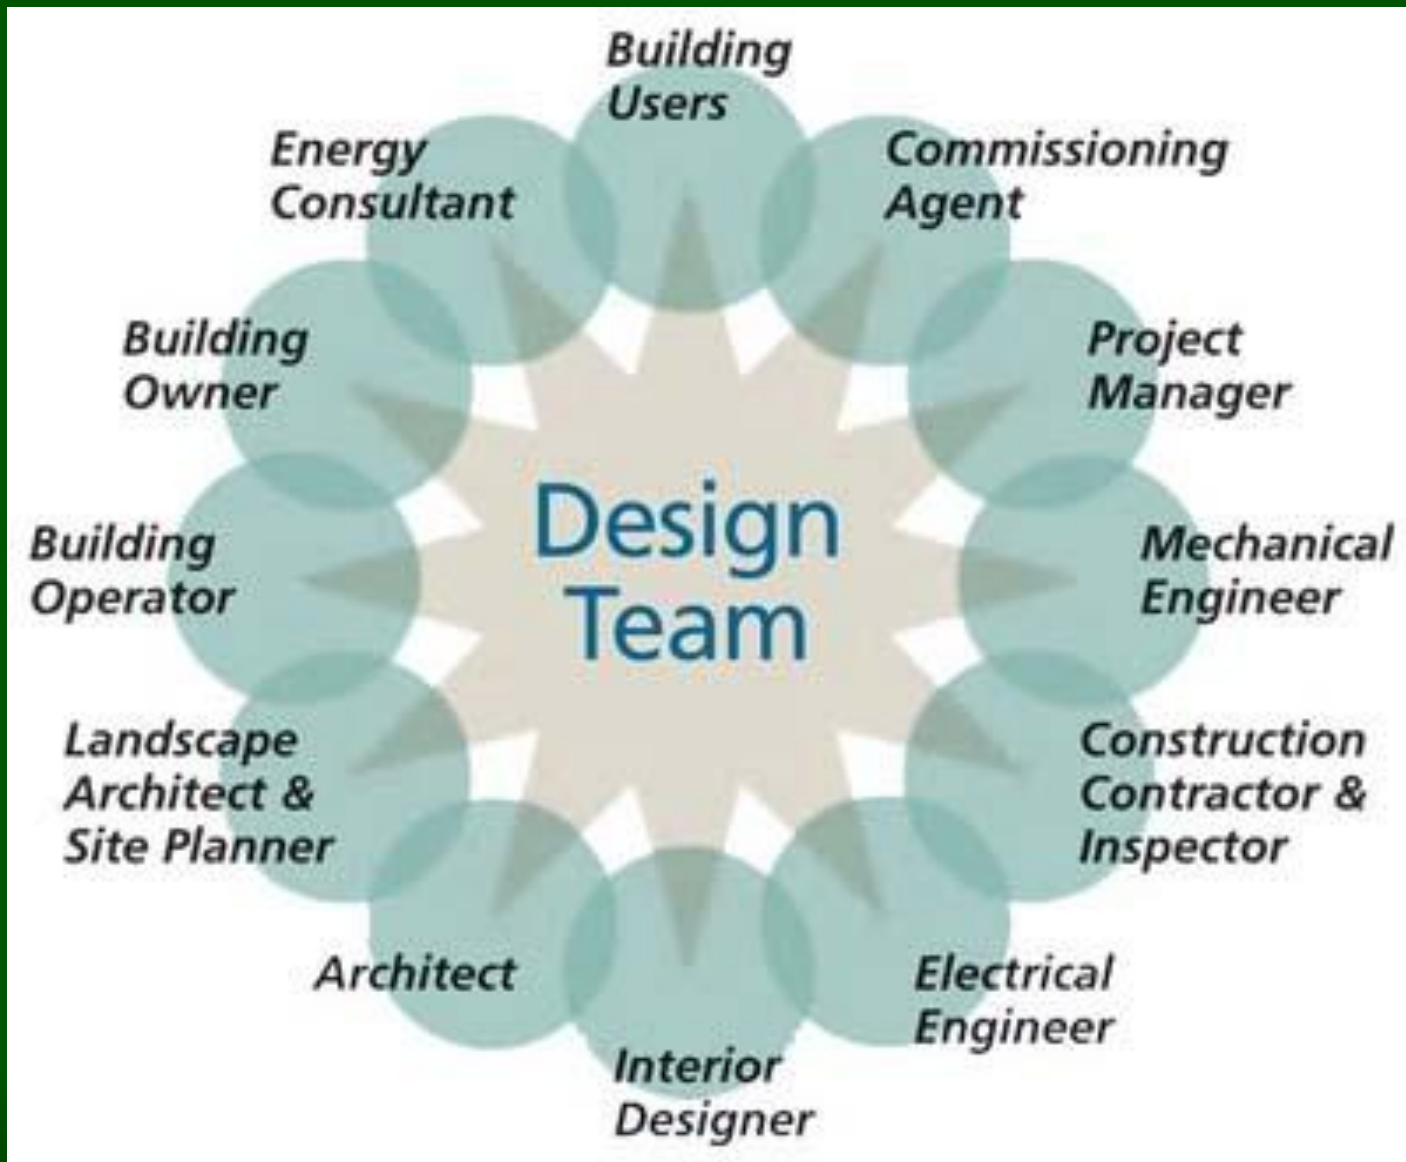 Building
Users
Commissioning
Agent
Project
Manager
Mechanical
Engineer
Construction
Contractor &
Inspector
Electrical
Engineer
Interior
Designer
Architect
Landscape
Architect &
Site Planner
Building
Operator
Building
Owner
Energy
Consultant
Design
Team